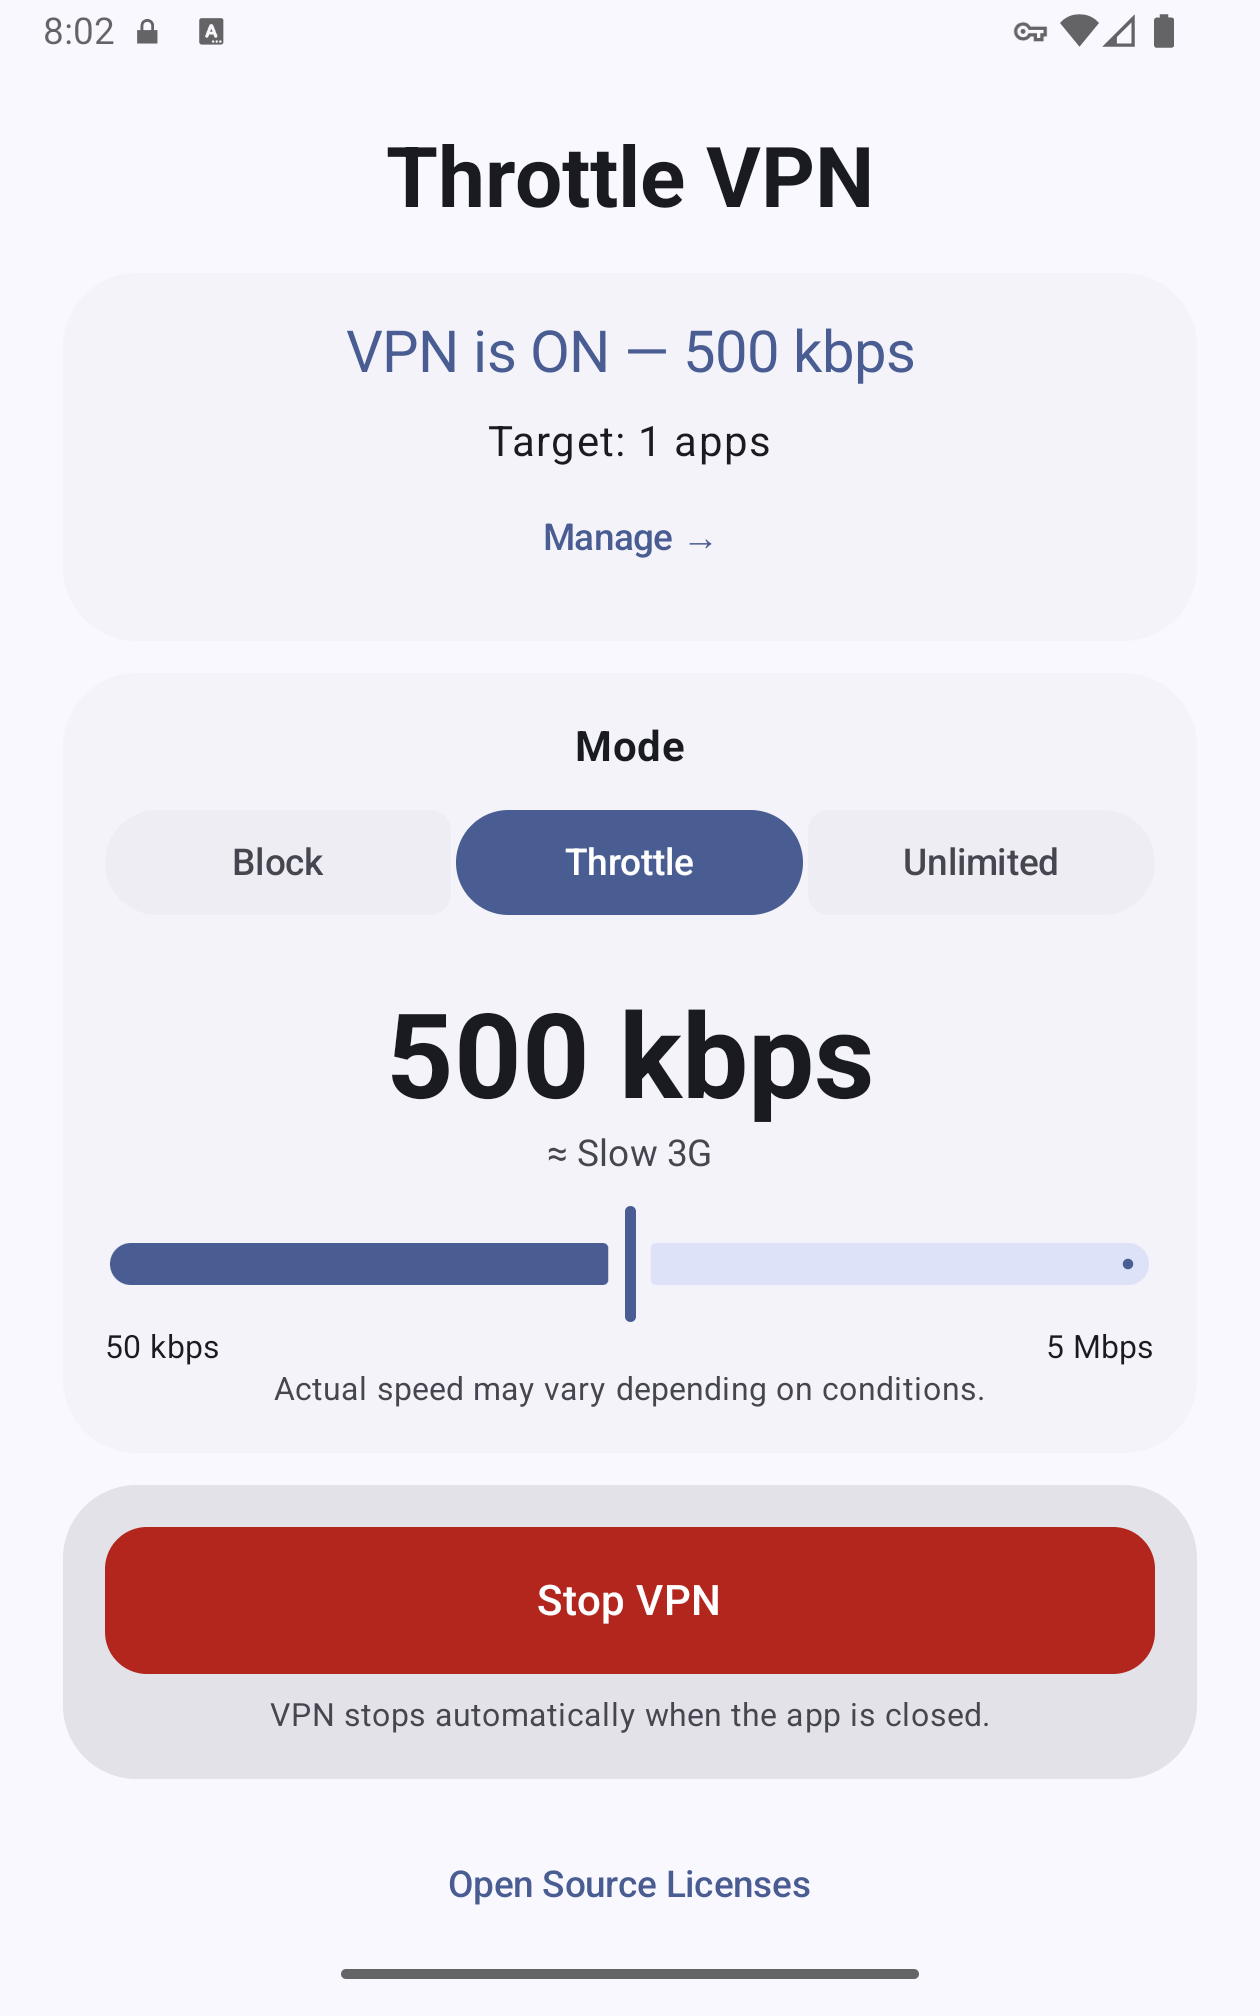 8:02
Throttle VPN
VPN is ON — 500 kbps
Target: 1 apps
Manage →
Mode
Block Throttle Unlimited
500 kbps
≈ Slow 3G
50 kbps 5 Mbps
Actual speed may vary depending on conditions.
Stop VPN
VPN stops automatically when the app is closed.
Open Source Licenses